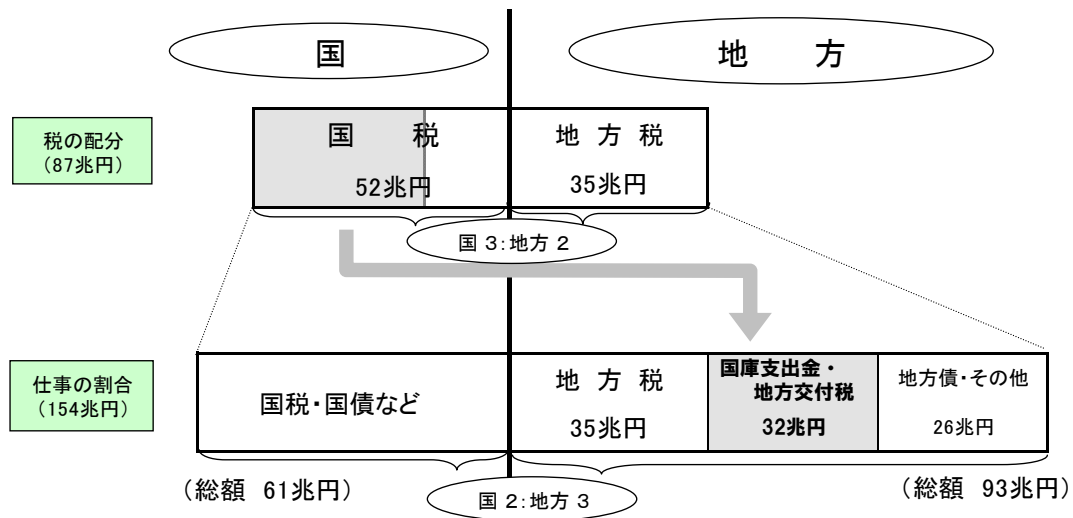 国
地　　方
税の配分
（87兆円）
国　　税
52兆円
地 方 税
35兆円
国 3：地方 2
仕事の割合
（154兆円）
国税・国債など
地 方 税
35兆円
国庫支出金・
地方交付税
32兆円
地方債・その他
26兆円
（総額 61兆円）
国 2：地方 3
（総額 93兆円）